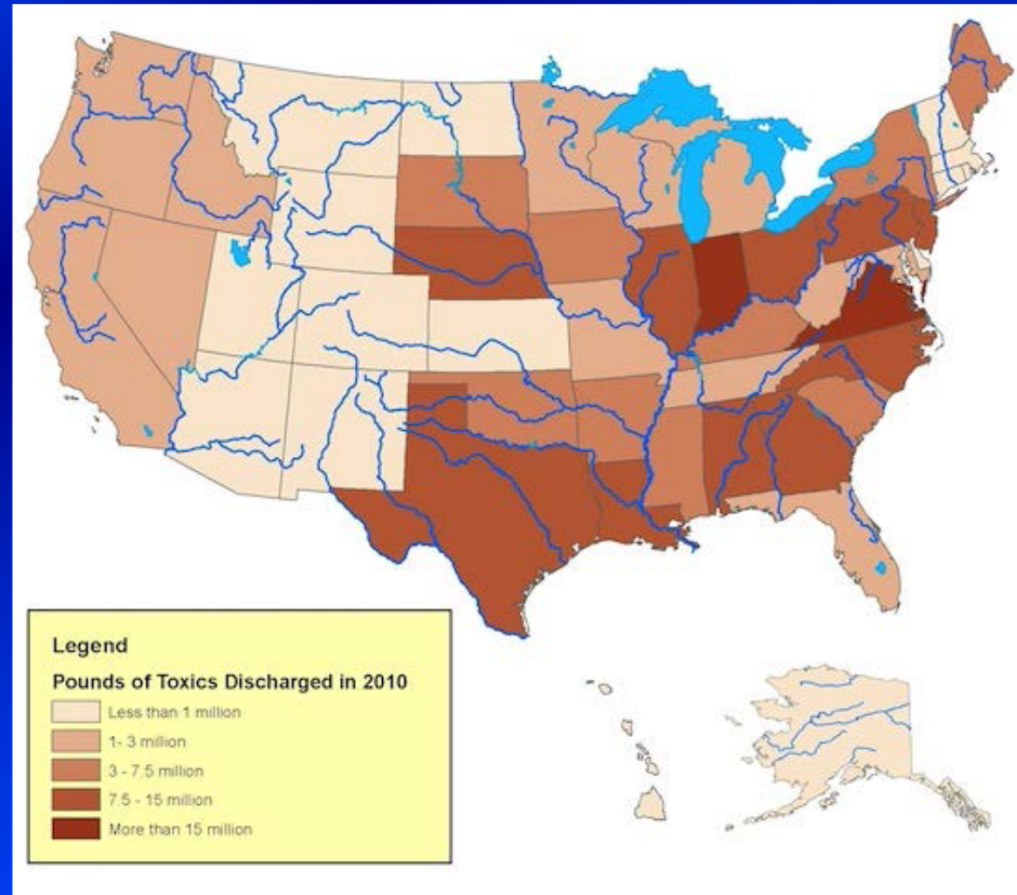 Legend
Pounds of Toxics Discharged in 2010
Less than 1 million
1- 3 million
3 - 7.5 million
7.5 - 15 million
More than 15 million